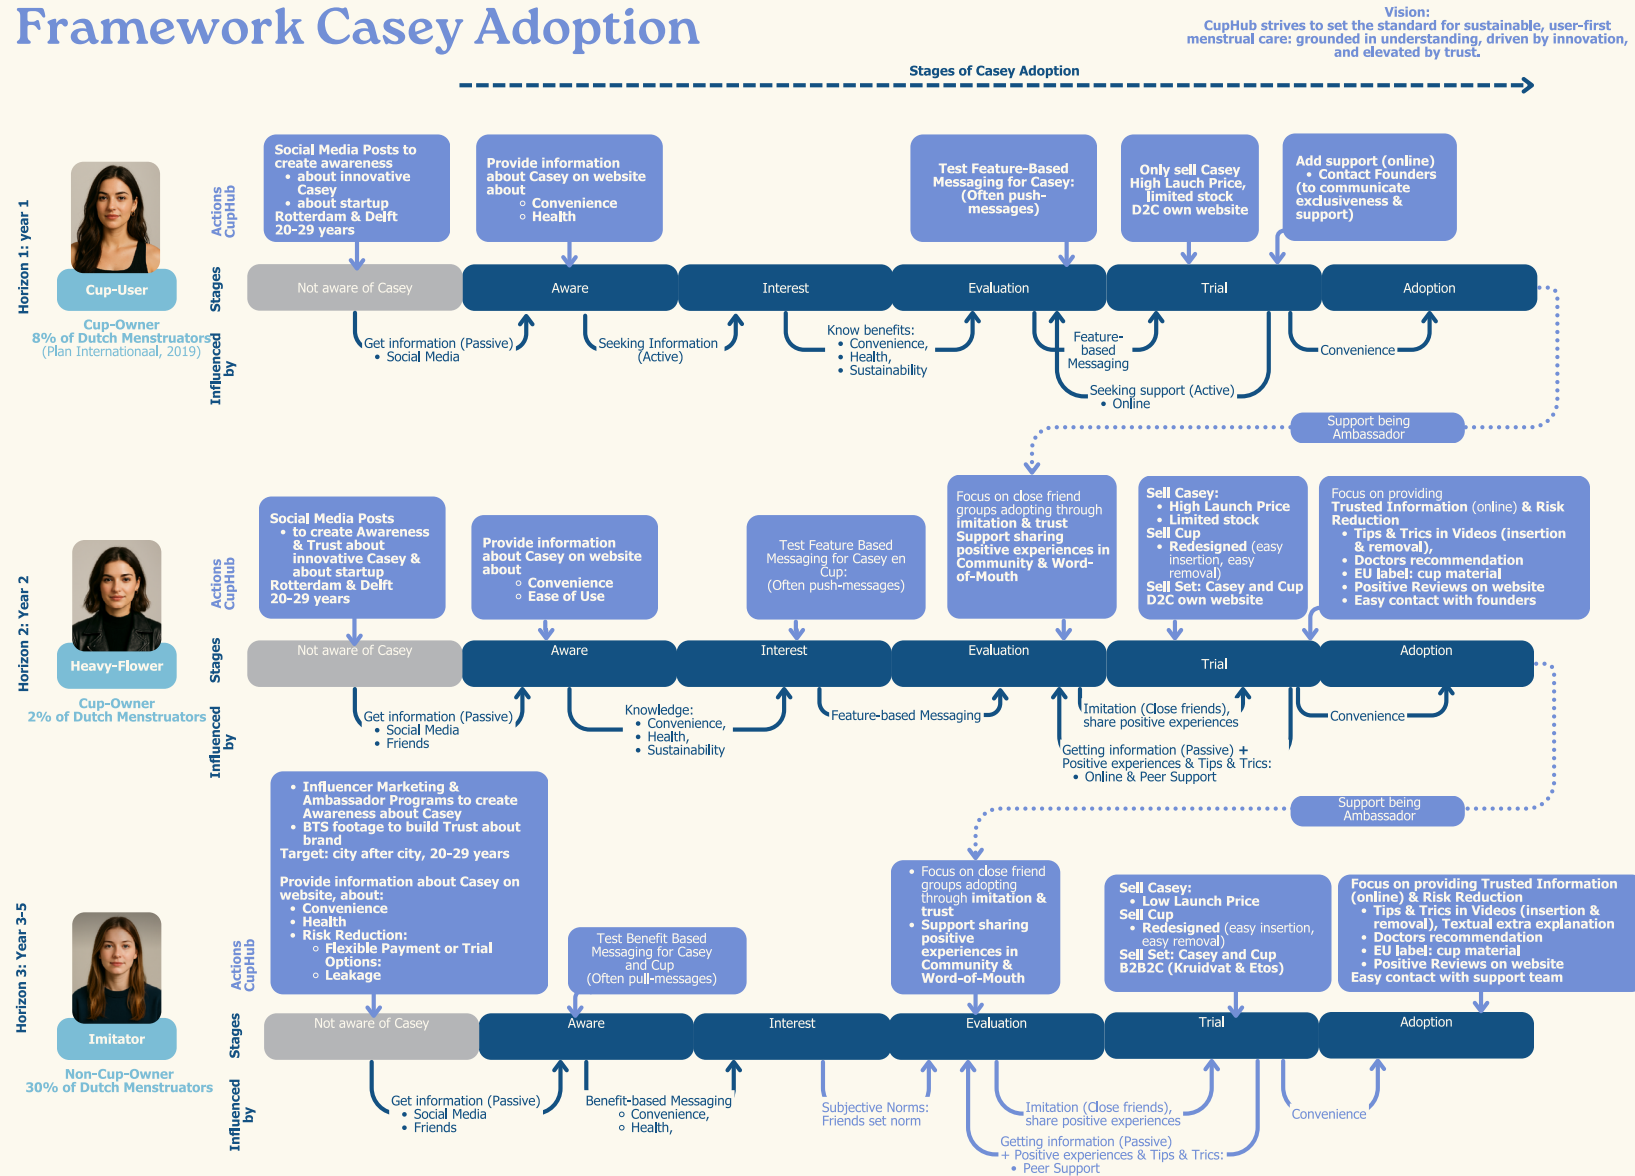 Framework Casey Adoption
Vision:
CupHub strives to set the standard for sustainable, user-first
menstrual care: grounded in understanding, driven by innovation,
and elevated by trust.
Stages of Casey Adoption
Horizon 1: year 1
Cup-User
Cup-Owner
8% of Dutch Menstruators
(Plan Internationaal, 2019)
Actions
CupHub
Social Media Posts to
create awareness
• about innovative
Casey
• about startup
Rotterdam & Delft
20-29 years
Provide information
about Casey on website
about
Convenience
Health
Test Feature-Based
Messaging for Casey:
(Often push-
messages)
Only sell Casey
High Lauch Price,
limited stock
D2C own website
Add support (online)
• Contact Founders
(to communicate
exclusiveness &
support)
Stages
Not aware of Casey
Aware
Interest
Evaluation
Trial
Adoption
Influenced
by
Get information (Passive)
• Social Media
Seeking Information
(Active)
Know benefits:
• Convenience,
• Health,
• Sustainability
Feature-
based
Messaging
Seeking support (Active)
• Online
Convenience
Support being
Ambassador
Horizon 2: Year 2
Heavy-Flower
Cup-Owner
2% of Dutch Menstruators
Actions
CupHub
Social Media Posts
• to create Awareness
& Trust about
innovative Casey &
about startup
Rotterdam & Delft
20-29 years
Provide information
about Casey on website
about
Convenience
Ease of Use
Test Feature Based
Messaging for Casey en
Cup:
(Often push-messages)
Focus on close friend
groups adopting through
imitation & trust
Support sharing
positive experiences in
Community & Word-
of-Mouth
Sell Casey:
• High Launch Price
• Limited stock
Sell Cup
• Redesigned (easy
insertion, easy
removal)
Sell Set: Casey and Cup
D2C own website
Focus on providing
Trusted Information (online) & Risk
Reduction
• Tips & Trics in Videos (insertion
& removal),
• Doctors recommendation
• EU label: cup material
• Positive Reviews on website
• Easy contact with founders
Stages
Not aware of Casey
Aware
Interest
Evaluation
Trial
Adoption
Influenced
by
Get information (Passive)
• Social Media
• Friends
Knowledge:
• Convenience,
• Health,
• Sustainability
Feature-based Messaging
Imitation (Close friends),
share positive experiences
Getting information (Passive) +
Positive experiences & Tips & Trics:
• Online & Peer Support
Convenience
Support being
Ambassador
Horizon 3: Year 3-5
Imitator
Non-Cup-Owner
30% of Dutch Menstruators
Actions
CupHub
• Influencer Marketing &
Ambassador Programs to create
Awareness about Casey
• BTS footage to build Trust about
brand
Target: city after city, 20-29 years
Provide information about Casey on
website, about:
• Convenience
• Health
• Risk Reduction:
Flexible Payment or Trial
Options:
Leakage
Test Benefit Based
Messaging for Casey
and Cup
(Often pull-messages)
• Focus on close friend
groups adopting
through imitation &
trust
• Support sharing
positive
experiences in
Community &
Word-of-Mouth
Sell Casey:
• Low Launch Price
Sell Cup
• Redesigned (easy insertion,
easy removal)
Sell Set: Casey and Cup
B2B2C (Kruidvat & Etos)
Focus on providing Trusted Information
(online) & Risk Reduction
• Tips & Trics in Videos (insertion &
removal), Textual extra explanation
• Doctors recommendation
• EU label: cup material
• Positive Reviews on website
Easy contact with support team
Stages
Not aware of Casey
Aware
Interest
Evaluation
Trial
Adoption
Influenced
by
Get information (Passive)
• Social Media
• Friends
Benefit-based Messaging
Convenience,
Health,
Subjective Norms:
Friends set norm
Imitation (Close friends),
share positive experiences
Getting information (Passive)
+ Positive experiences & Tips & Trics:
• Peer Support
Convenience